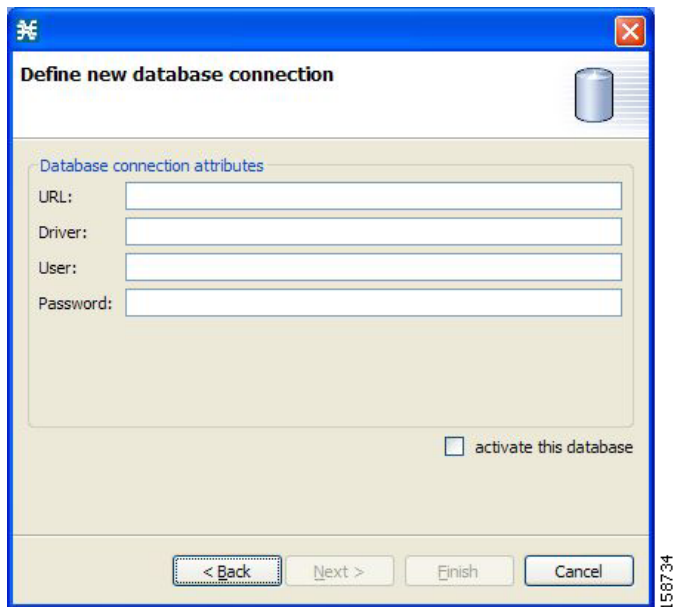 Define new database connection
Database connection attributes
URL:
Driver:
User:
Password:
activate this database
< Back
Next >
Finish
Cancel
158734